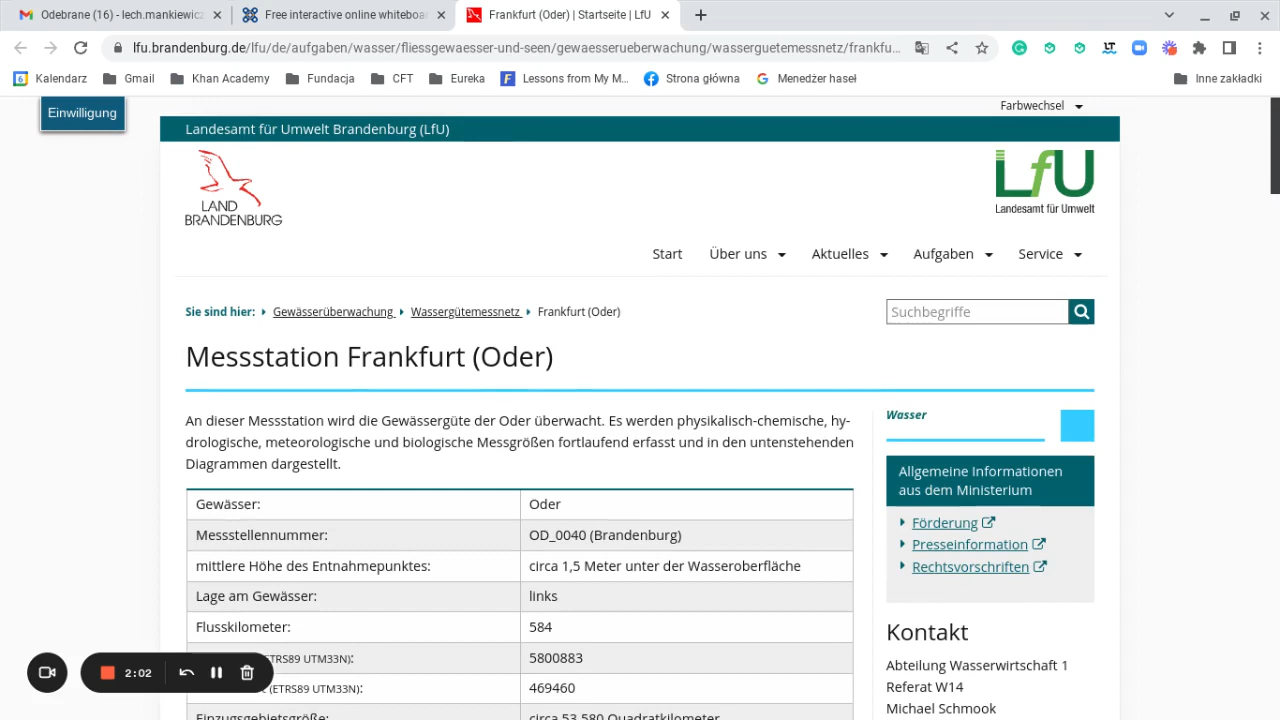 Odebrane (16) - lech.mankiewicz
Free interactive online whiteboa
Frankfurt (Oder) | Startseite | LfU
lfu.brandenburg.de/lfu/de/aufgaben/wasser/fliessgewaesser-und-seen/gewaesserueberwachung/wasserguetemessnetz/frankfu...
Kalendarz
Gmail
Khan Academy
Fundacja
CFT
Eureka
Lessons from My M...
Strona główna
Menedżer haseł
Inne zakładki
Einwilligung
Farbwechsel
Landesamt für Umwelt Brandenburg (LfU)
LAND
BRANDENBURG
LfU
Landesamt für Umwelt
Start
Über uns
Aktuelles
Aufgaben
Service
Sie sind hier: Gewässerüberwachung Wassergütemessnetz Frankfurt (Oder)
Suchbegriffe
Messstation Frankfurt (Oder)
An dieser Messstation wird die Gewässergüte der Oder überwacht. Es werden physikalisch-chemische, hy-
drologische, meteorologische und biologische Messgrößen fortlaufend erfasst und in den untenstehenden
Diagrammen dargestellt.
Gewässer: Oder
Messstellennummer: OD_0040 (Brandenburg)
mittlere Höhe des Entnahmepunktes: circa 1,5 Meter unter der Wasseroberfläche
Lage am Gewässer: links
Flusskilometer: 584
(ETRS89 UTM33N): 5800883
(ETRS89 UTM33N): 469460
Einzugsgebietsgröße: circa 53.580 Quadratkilometer
2:02
Wasser
Allgemeine Informationen
aus dem Ministerium
Förderung
Presseinformation
Rechtsvorschriften
Kontakt
Abteilung Wasserwirtschaft 1
Referat W14
Michael Schmook